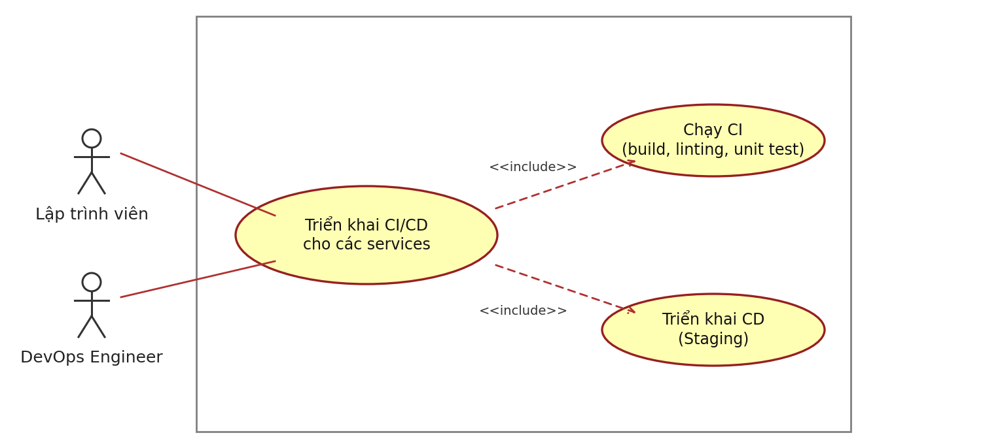 Lập trình viên
DevOps Engineer
Triển khai CI/CD
cho các services
<<include>>
<<include>>
Chạy CI
(build, linting, unit test)
Triển khai CD
(Staging)